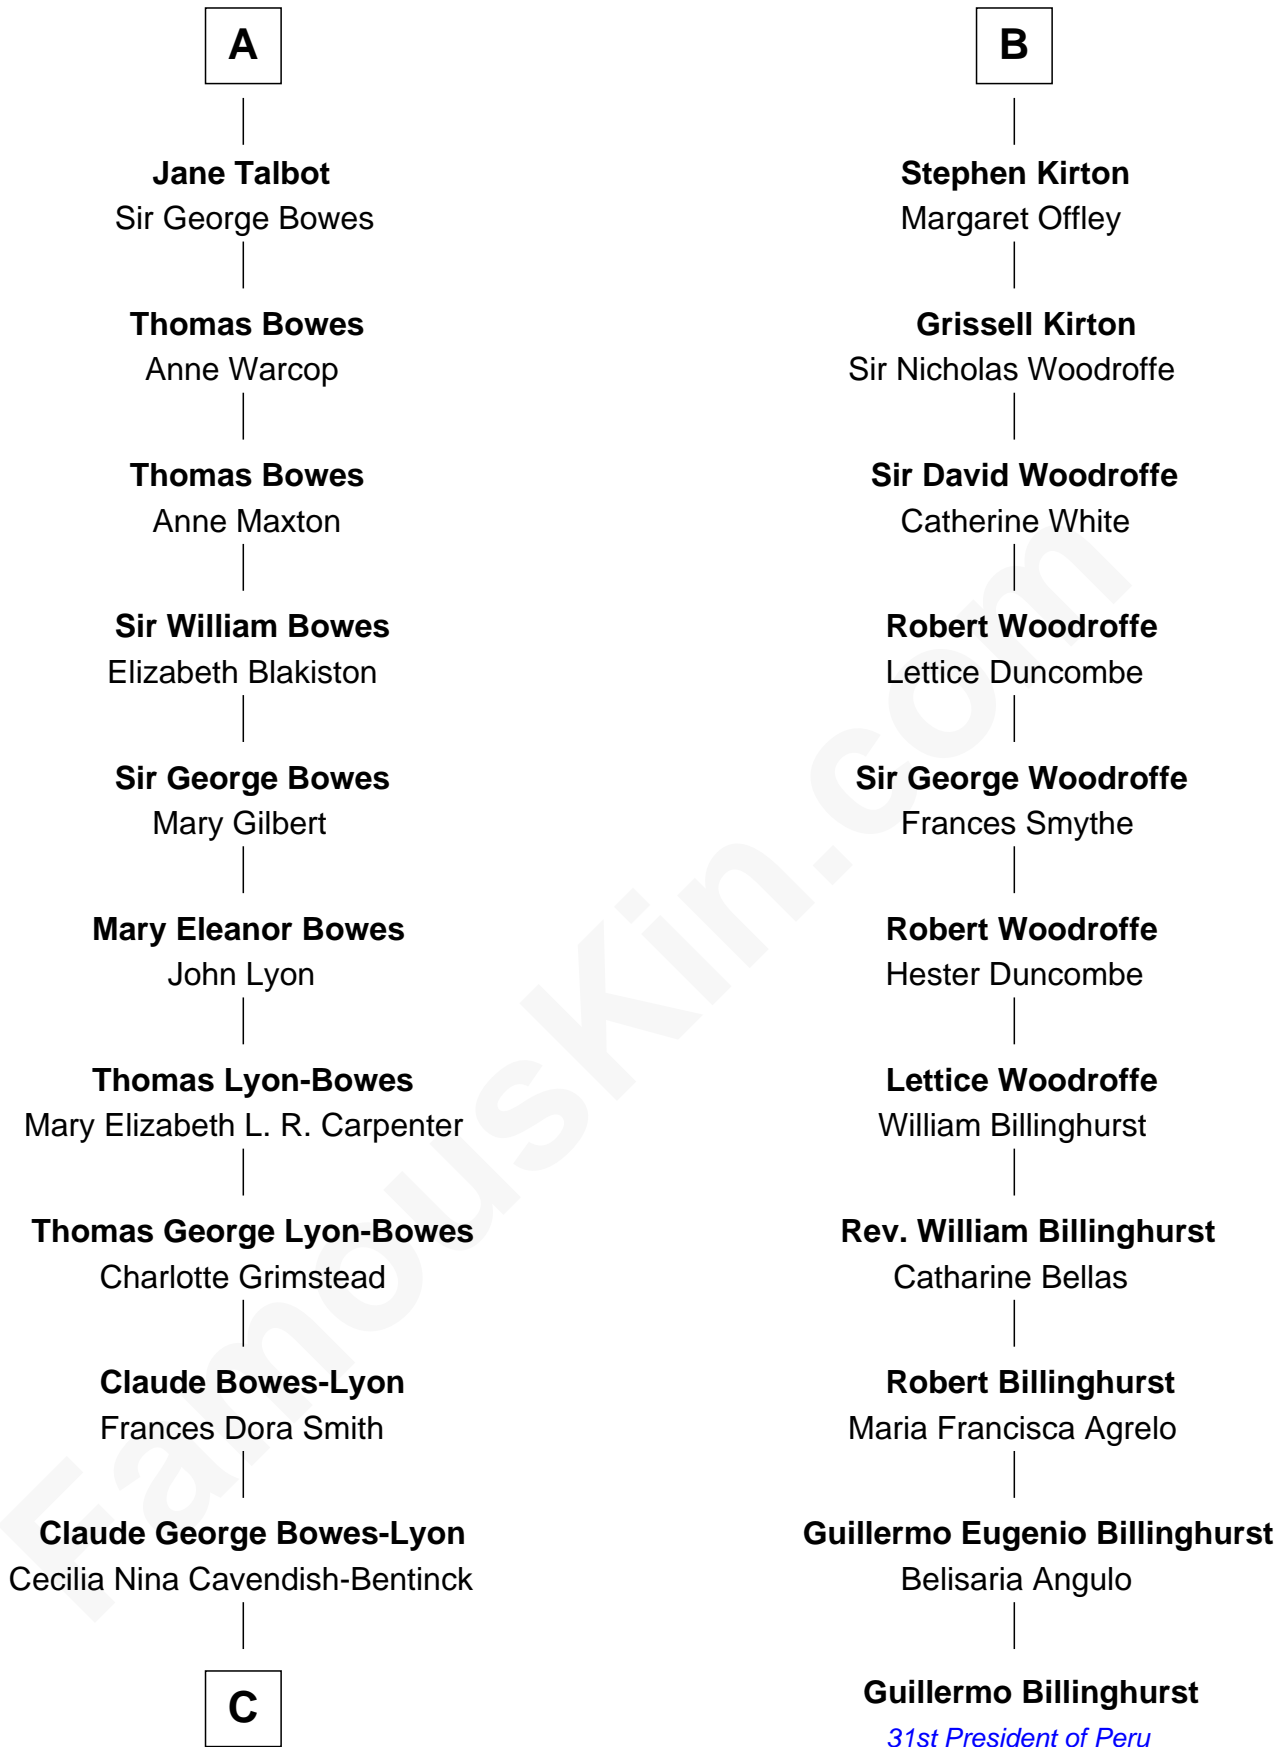 A
Jane Talbot
Sir George Bowes
Thomas Bowes
Anne Warcop
Thomas Bowes
Anne Maxton
Sir William Bowes
Elizabeth Blakiston
Sir George Bowes
Mary Gilbert
Mary Eleanor Bowes
John Lyon
Thomas Lyon-Bowes
Mary Elizabeth L. R. Carpenter
Thomas George Lyon-Bowes
Charlotte Grimstead
Claude Bowes-Lyon
Frances Dora Smith
Claude George Bowes-Lyon
Cecilia Nina Cavendish-Bentinck
C
B
Stephen Kirton
Margaret Offley
Grissell Kirton
Sir Nicholas Woodroffe
Sir David Woodroffe
Catherine White
Robert Woodroffe
Lettice Duncombe
Sir George Woodroffe
Frances Smythe
Robert Woodroffe
Hester Duncombe
Lettice Woodroffe
William Billinghurst
Rev. William Billinghurst
Catharine Bellas
Robert Billinghurst
Maria Francisca Agrelo
Guillermo Eugenio Billinghurst
Belisaria Angulo
Guillermo Billinghurst
31st President of Peru
FamousKin.com